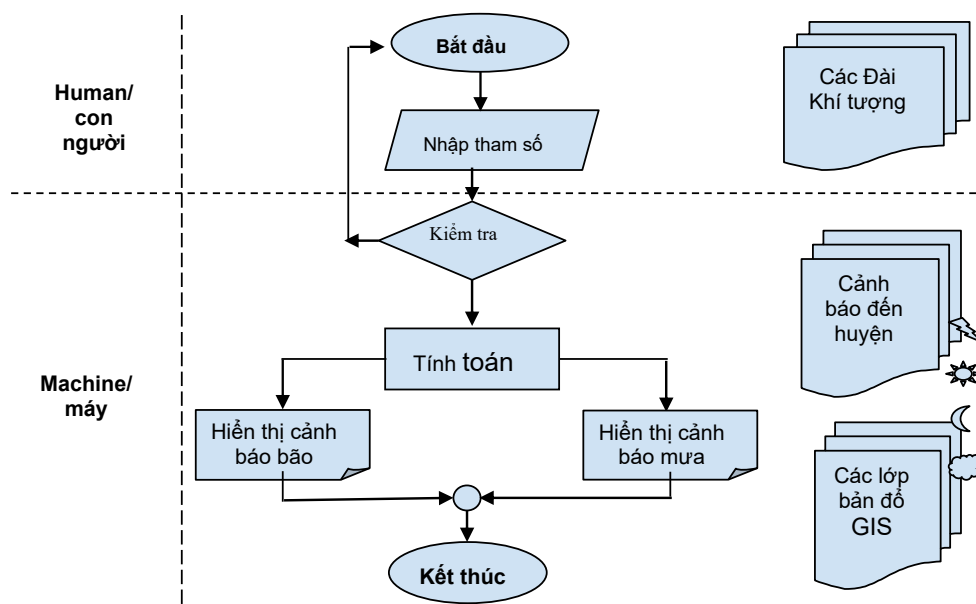 Bắt đầu
Human/
con
người
Nhập tham số
Các Đài
Khí tượng
Kiểm tra
Machine/
máy
Tính toán
Hiển thị cảnh
báo bão
Hiển thị cảnh
báo mưa
Kết thúc
Cảnh
báo đến
huyện
Các lớp
bản đồ
GIS